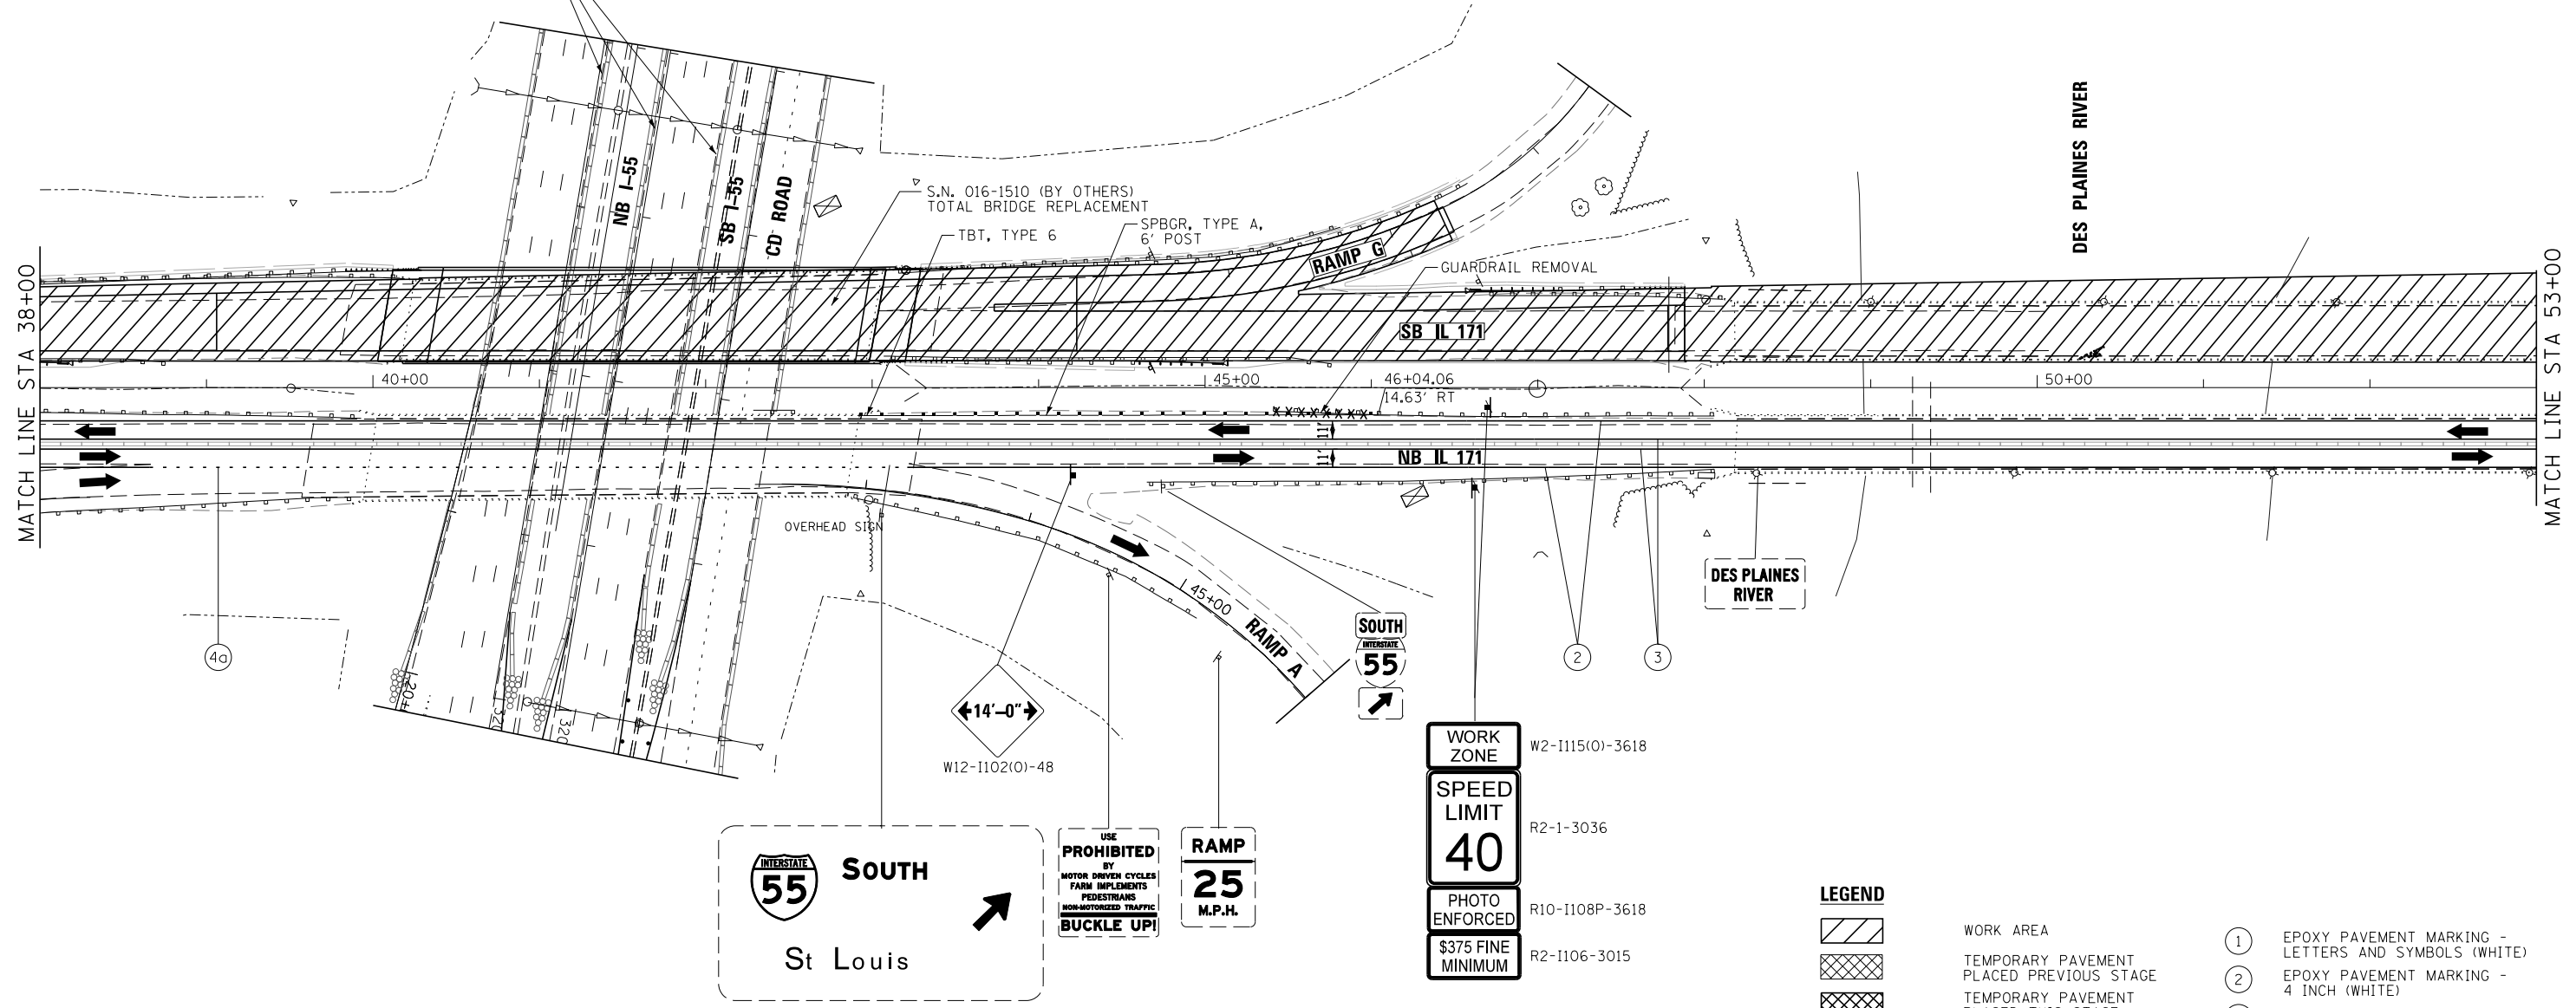 DES PLAINES RIVER
NB I-55
SB I-55
CD ROAD
S.N. 016-1510 (BY OTHERS)
TOTAL BRIDGE REPLACEMENT
TBT, TYPE 6
SPBGR, TYPE A,
6' POST
RAMP G
GUARDRAIL REMOVAL
MATCH LINE STA 38+00
MATCH LINE STA 53+00
SB IL 171
40+00
45+00
46+04.06
14.63' RT
50+00
11'
11'
NB IL 171
OVERHEAD SIGN
45+00
RAMP A
DES PLAINES
RIVER
4a
2
3
SOUTH
INTERSTATE
55
20+
320
320
14'-0"
W12-I102(O)-48
WORK
ZONE
W2-I115(O)-3618
SPEED
LIMIT
40
R2-1-3036
PHOTO
ENFORCED
R10-I108P-3618
$375 FINE
MINIMUM
R2-I106-3015
INTERSTATE
55
SOUTH
St Louis
USE
PROHIBITED
BY
MOTOR DRIVEN CYCLES
FARM IMPLEMENTS
PEDESTRIANS
NON-MOTORIZED TRAFFIC
BUCKLE UP!
RAMP
25
M.P.H.
LEGEND
WORK AREA
TEMPORARY PAVEMENT
PLACED PREVIOUS STAGE
TEMPORARY PAVEMENT
1
EPOXY PAVEMENT MARKING -
LETTERS AND SYMBOLS (WHITE)
2
EPOXY PAVEMENT MARKING -
4 INCH (WHITE)